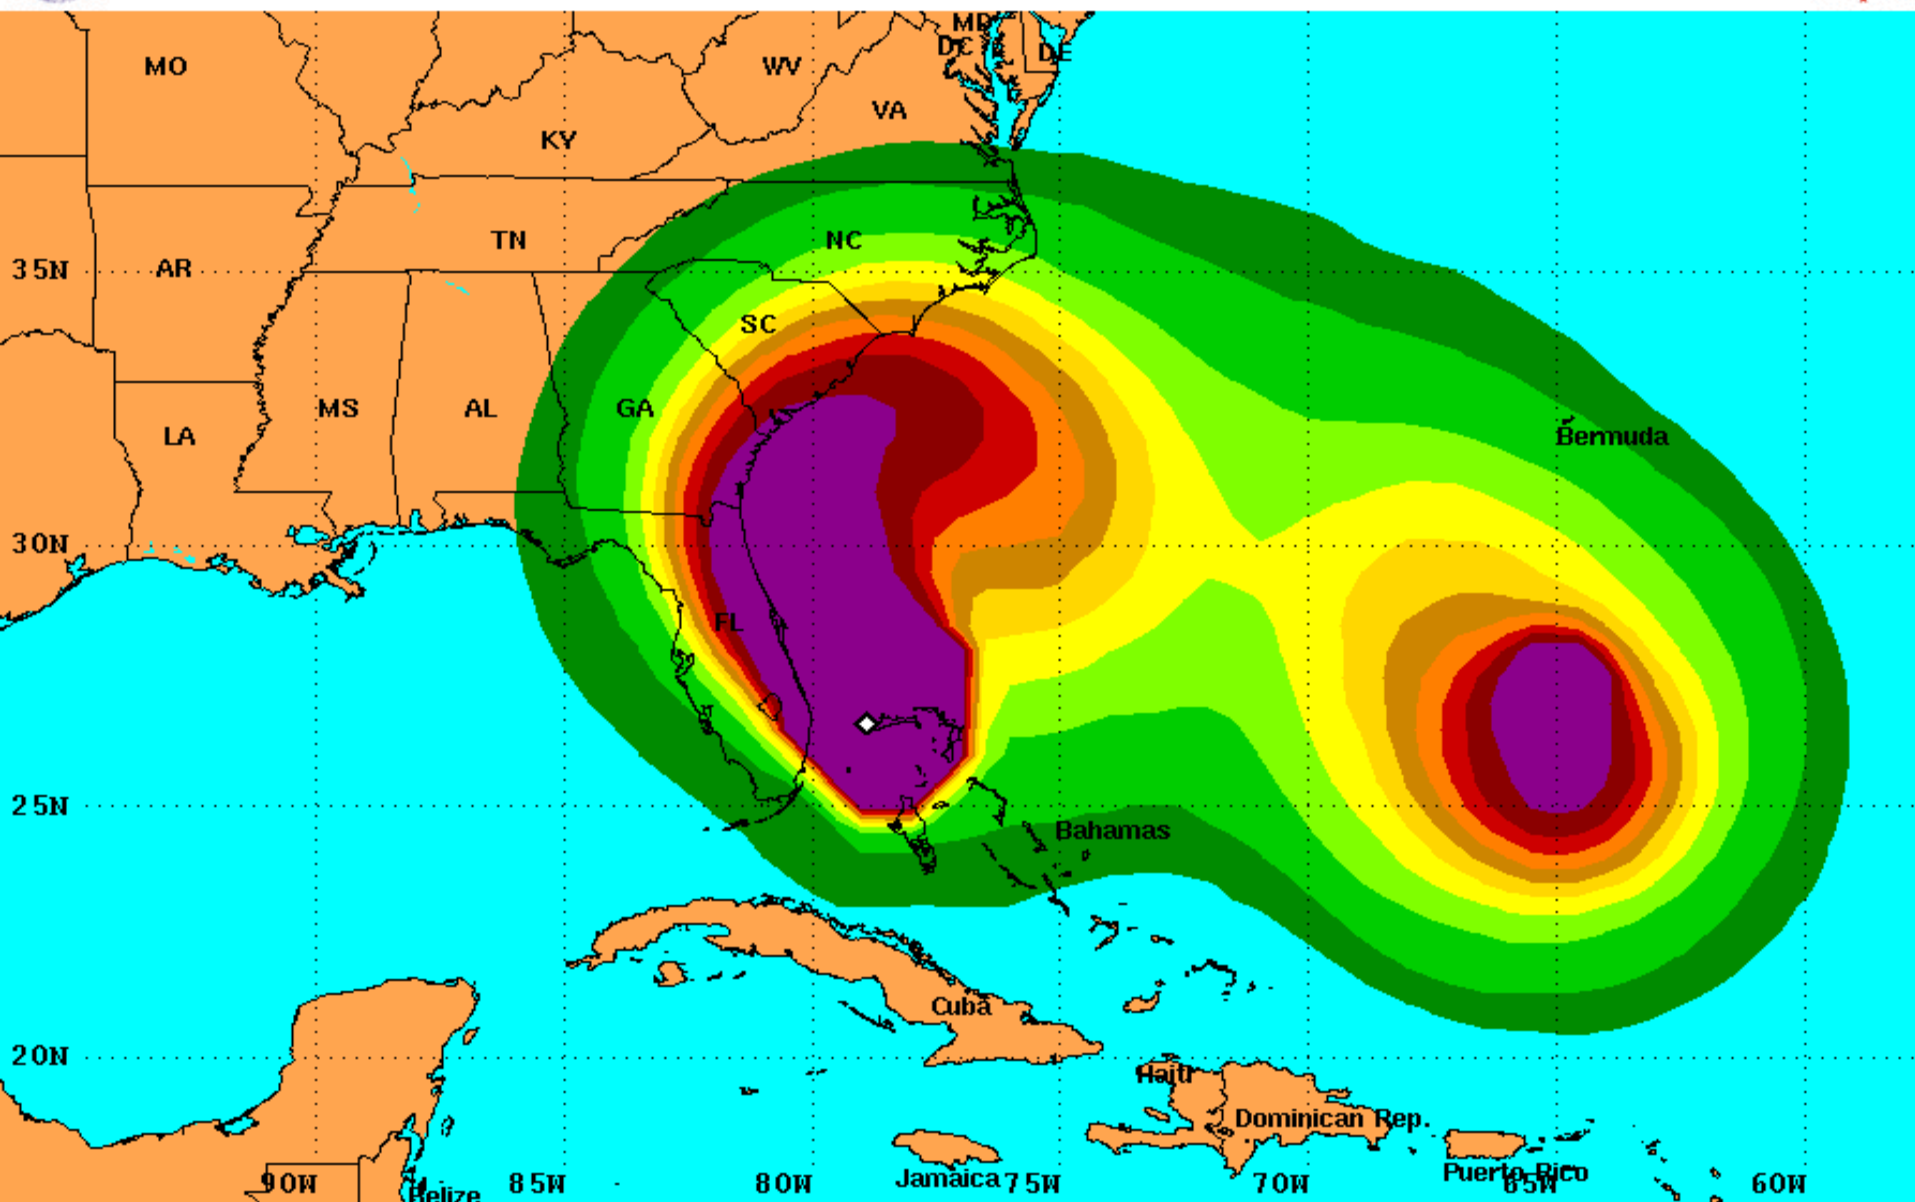 MD
DC
DE
MO
WV
VA
KY
TN
NC
35N
AR
SC
MS
AL
GA
LA
Bermuda
30N
FL
25N
Bahamas
Cuba
20N
Haiti
Dominican Rep.
Puerto Rico
Jamaica
90W
85W
80W
75W
70W
65W
60W
Belize